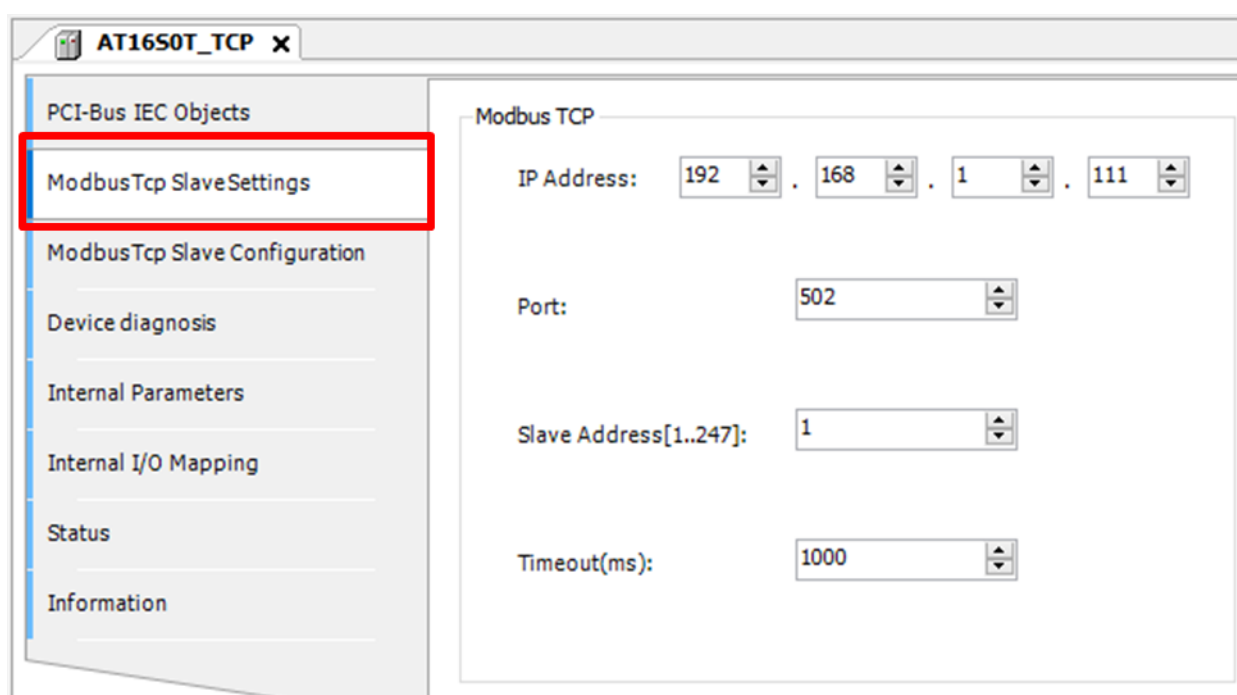 AT16S0T_TCP
PCI-Bus IEC Objects
ModbusTcp SlaveSettings
ModbusTcp Slave Configuration
Device diagnosis
Internal Parameters
Internal I/O Mapping
Status
Information
Modbus TCP
IP Address: 192 . 168 . 1 . 111
Port: 502
Slave Address[1..247]: 1
Timeout(ms): 1000